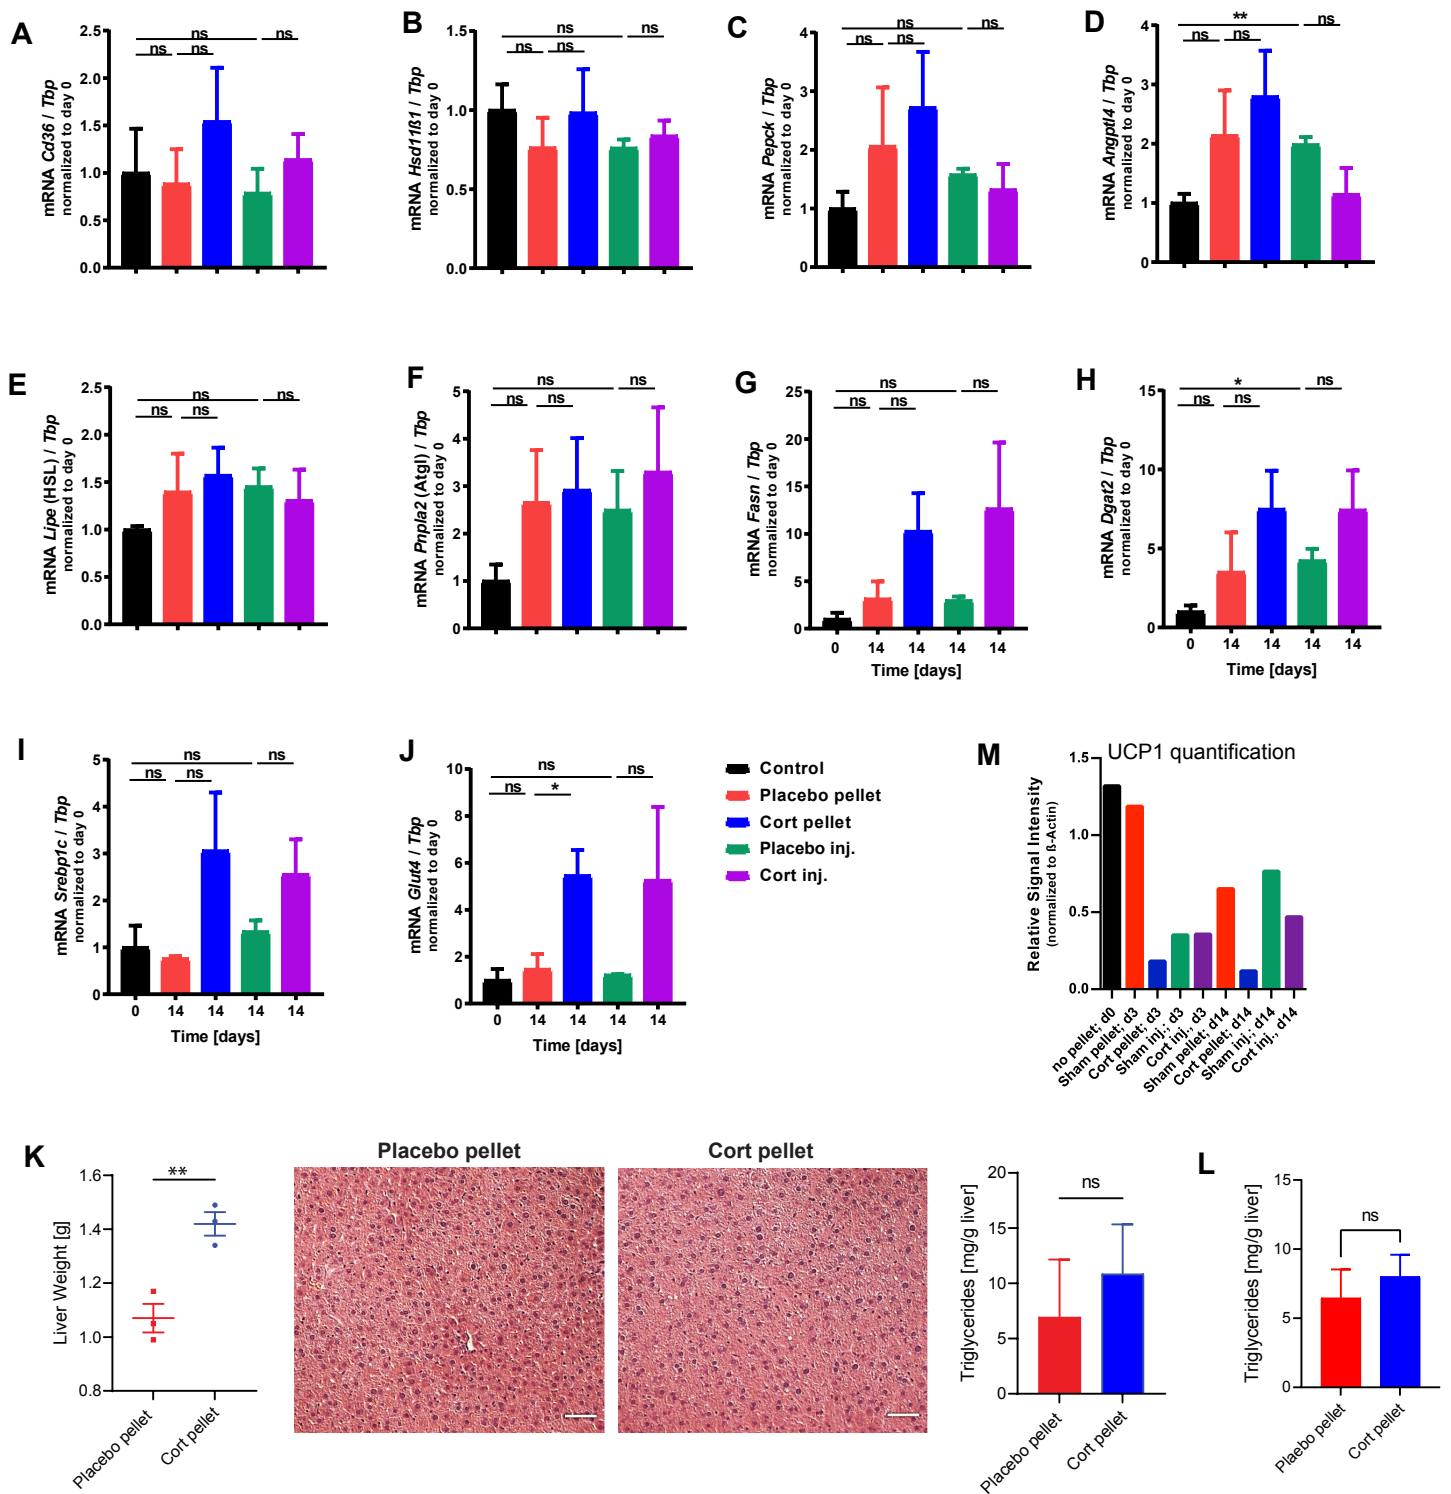 A
mRNA Cd36 / Tbp
normalized to day 0
2.5
2.0
1.5
1.0
0.5
0.0
ns
ns
ns
ns
B
mRNA Hsd11ß1 / Tbp
normalized to day 0
1.5
1.0
0.5
0.0
ns
ns
ns
ns
C
mRNA Pepck / Tbp
normalized to day 0
4
3
2
1
0
ns
ns
ns
ns
D
mRNA Angptl4 / Tbp
normalized to day 0
4
3
2
1
0
**
ns
ns
ns
E
mRNA Lipe (HSL) / Tbp
normalized to day 0
2.5
2.0
1.5
1.0
0.5
0.0
ns
ns
ns
ns
F
mRNA Pnpla2 (Atgl) / Tbp
normalized to day 0
5
4
3
2
1
0
ns
ns
ns
ns
G
mRNA Fasn / Tbp
normalized to day 0
25
20
15
10
5
0
ns
ns
ns
ns
0 14 14 14 14
Time [days]
H
mRNA Dgat2 / Tbp
normalized to day 0
15
10
5
0
*
ns
ns
ns
0 14 14 14 14
Time [days]
I
mRNA Srebp1c / Tbp
normalized to day 0
5
4
3
2
1
0
ns
ns
ns
ns
0 14 14 14 14
Time [days]
J
mRNA Glut4 / Tbp
normalized to day 0
10
8
6
4
2
0
ns
ns
ns
*
0 14 14 14 14
Time [days]
Control
Placebo pellet
Cort pellet
Placebo inj.
Cort inj.
M
UCP1 quantification
Relative Signal Intensity
(normalized to ß-Actin)
1.5
1.0
0.5
0.0
no pellet; d0
Sham pellet; d3
Cort pellet; d3
Sham inj.; d3
Cort inj., d3
Sham pellet; d14
Cort pellet; d14
Sham inj.; d14
Cort inj., d14
K
Liver Weight [g]
1.6
1.4
1.2
1.0
0.8
**
Placebo pellet
Cort pellet
Placebo pellet
Cort pellet
Triglycerides [mg/g liver]
20
15
10
5
0
ns
Placebo pellet
Cort pellet
L
Triglycerides [mg/g liver]
15
10
5
0
ns
Plaebo pellet
Cort pellet